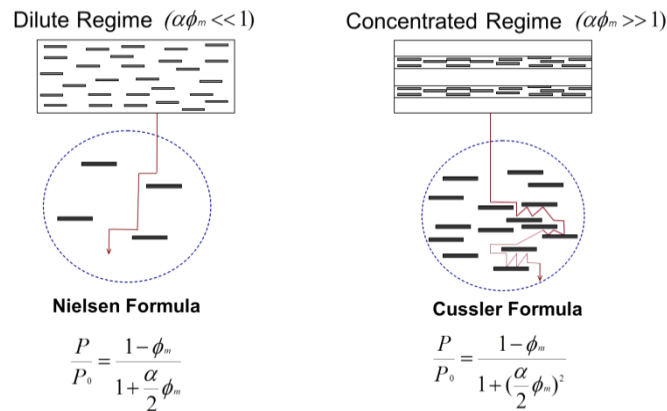 Dilute Regime (αϕₘ << 1)
Nielsen Formula
P/P₀ = (1 − ϕₘ) / (1 + (α/2)ϕₘ)
Concentrated Regime (αϕₘ >> 1)
Cussler Formula
P/P₀ = (1 − ϕₘ) / (1 + ((α/2)ϕₘ)²)